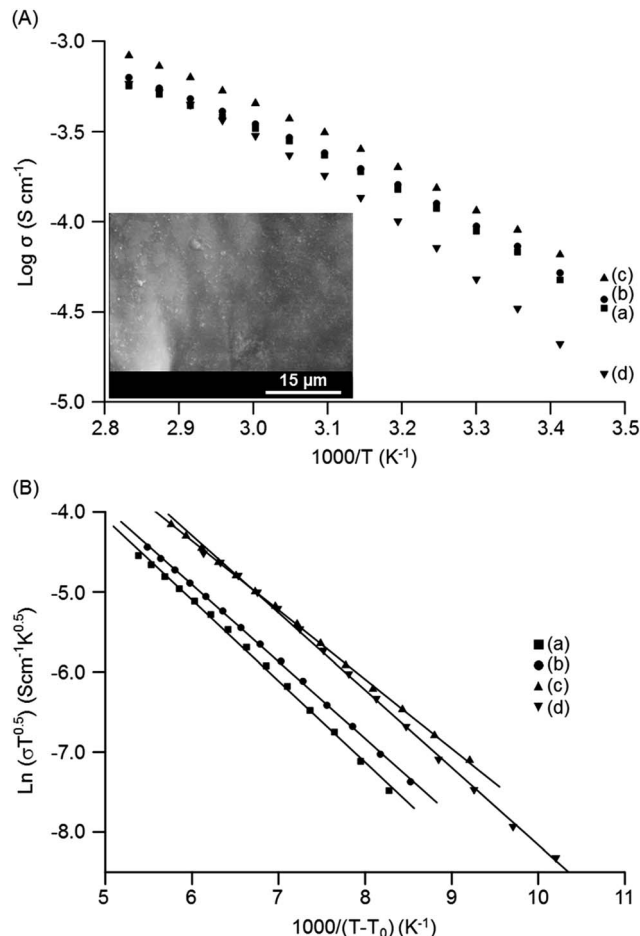 (A)
-3.0
-3.5
-4.0
-4.5
-5.0
Log σ (S cm⁻¹)
15 µm
(c)
(b)
(a)
(d)
2.8 2.9 3.0 3.1 3.2 3.3 3.4 3.5
1000/T (K⁻¹)
(B)
-4.0
-5.0
-6.0
-7.0
-8.0
Ln (σT⁰·⁵) (Scm⁻¹K⁰·⁵)
(a)
(b)
(c)
(d)
5 6 7 8 9 10 11
1000/(T-T₀) (K⁻¹)